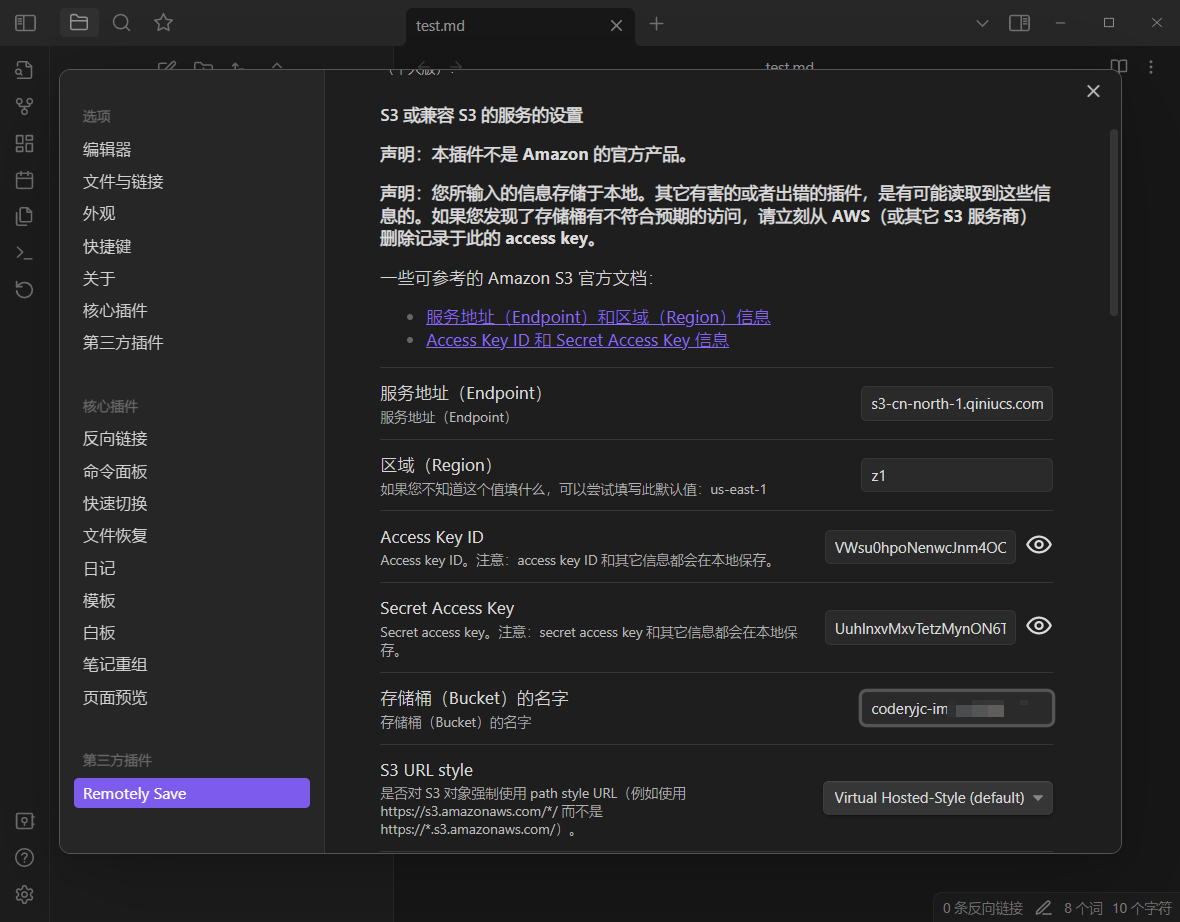 test.md
test.md
S3 或兼容 S3 的服务的设置
声明：本插件不是 Amazon 的官方产品。
声明：您所输入的信息存储于本地。其它有害的或者出错的插件，是有可能读取到这些信
息的。如果您发现了存储桶有不符合预期的访问，请立刻从 AWS（或其它 S3 服务商）
删除记录于此的 access key。
一些可参考的 Amazon S3 官方文档：
服务地址（Endpoint）和区域（Region）信息
Access Key ID 和 Secret Access Key 信息
服务地址（Endpoint）
服务地址（Endpoint）
s3-cn-north-1.qiniucs.com
区域（Region）
如果您不知道这个值填什么，可以尝试填写此默认值：us-east-1
z1
Access Key ID
Access key ID。注意：access key ID 和其它信息都会在本地保存。
VWsu0hpoNenwcJnm4OC
Secret Access Key
Secret access key。注意：secret access key 和其它信息都会在本地保
存。
UuhInxvMxvTetzMynON6T
存储桶（Bucket）的名字
存储桶（Bucket）的名字
coderyjc-im
S3 URL style
是否对 S3 对象强制使用 path style URL（例如使用
https://s3.amazonaws.com/*/ 而不是
https://*.s3.amazonaws.com/）。
Virtual Hosted-Style (default)
选项
编辑器
文件与链接
外观
快捷键
关于
核心插件
第三方插件
核心插件
反向链接
命令面板
快速切换
文件恢复
日记
模板
白板
笔记重组
页面预览
第三方插件
Remotely Save
0 条反向链接
8 个词
10 个字符